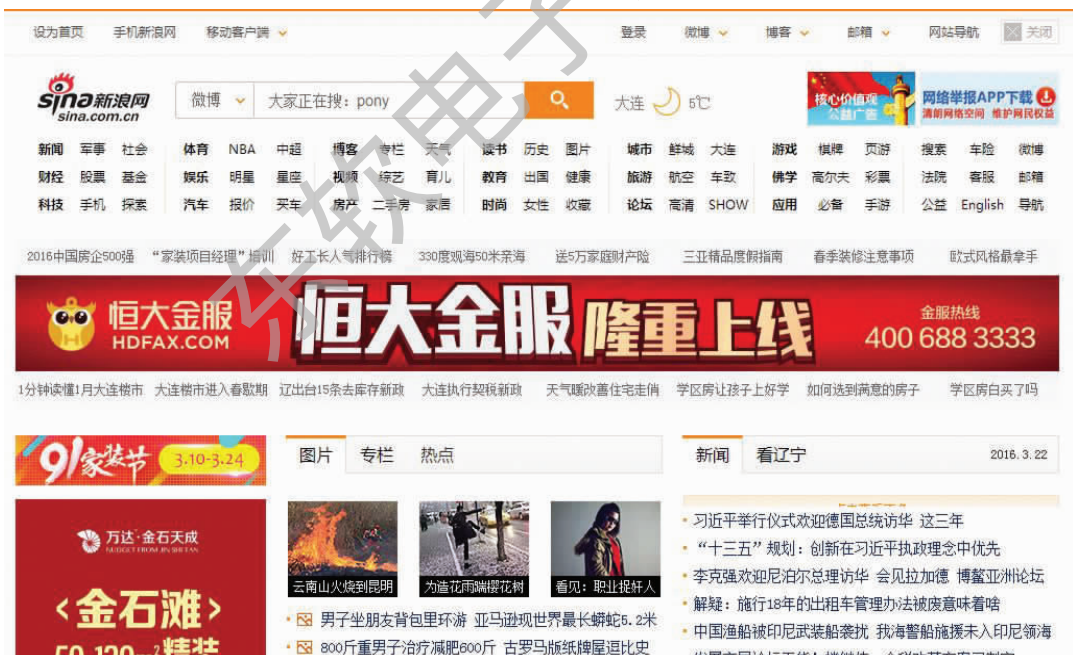 设为首页 手机新浪网 移动客户端 登录 微博 博客 邮箱 网站导航 关闭
sina新浪网
sina.com.cn
微博 大家正在搜：pony 大连 5℃
核心价值观
公益广告
网络举报APP下载
清朗网络空间 维护网民权益
新闻 军事 社会 体育 NBA 中超 博客 专栏 天气 读书 历史 图片 城市 鲜城 大连 游戏 棋牌 页游 搜索 车险 微博
财经 股票 基金 娱乐 明星 星座 视频 综艺 育儿 教育 出国 健康 旅游 航空 车致 佛学 高尔夫 彩票 法院 客服 邮箱
科技 手机 探索 汽车 报价 买车 房产 二手房 家居 时尚 女性 收藏 论坛 高清 SHOW 应用 必备 手游 公益 English 导航
2016中国房企500强 “家装项目经理”培训 好工长人气排行榜 330度观海50米亲海 送5万家庭财产险 三亚精品度假指南 春季装修注意事项 欧式风格最拿手
恒大金服
HDFAX.COM
恒大金服 隆重上线
金服热线
400 688 3333
1分钟读懂1月大连楼市 大连楼市进入春歇期 辽出台15条去库存新政 大连执行契税新政 天气暖改善住宅走俏 学区房让孩子上好学 如何选到满意的房子 学区房白买了吗
91家装节 3.10-3.24
万达·金石天成
NUGGET FROM JIN SHI TAN
<金石滩>
图片 专栏 热点
云南山火烧到昆明 为造花雨踹樱花树 看见：职业捉奸人
男子坐朋友背包里环游 亚马逊现世界最长蟒蛇5.2米
800斤重男子治疗减肥600斤 古罗马版纸牌屋逗比史
新闻 看辽宁 2016.3.22
习近平举行仪式欢迎德国总统访华 这三年
“十三五”规划：创新在习近平执政理念中优先
李克强欢迎尼泊尔总理访华 会见拉加德 博鳌亚洲论坛
解疑：施行18年的出租车管理办法被废意味着啥
中国渔船被印尼武装船袭扰 我海警船施援未入印尼领海
东软电子